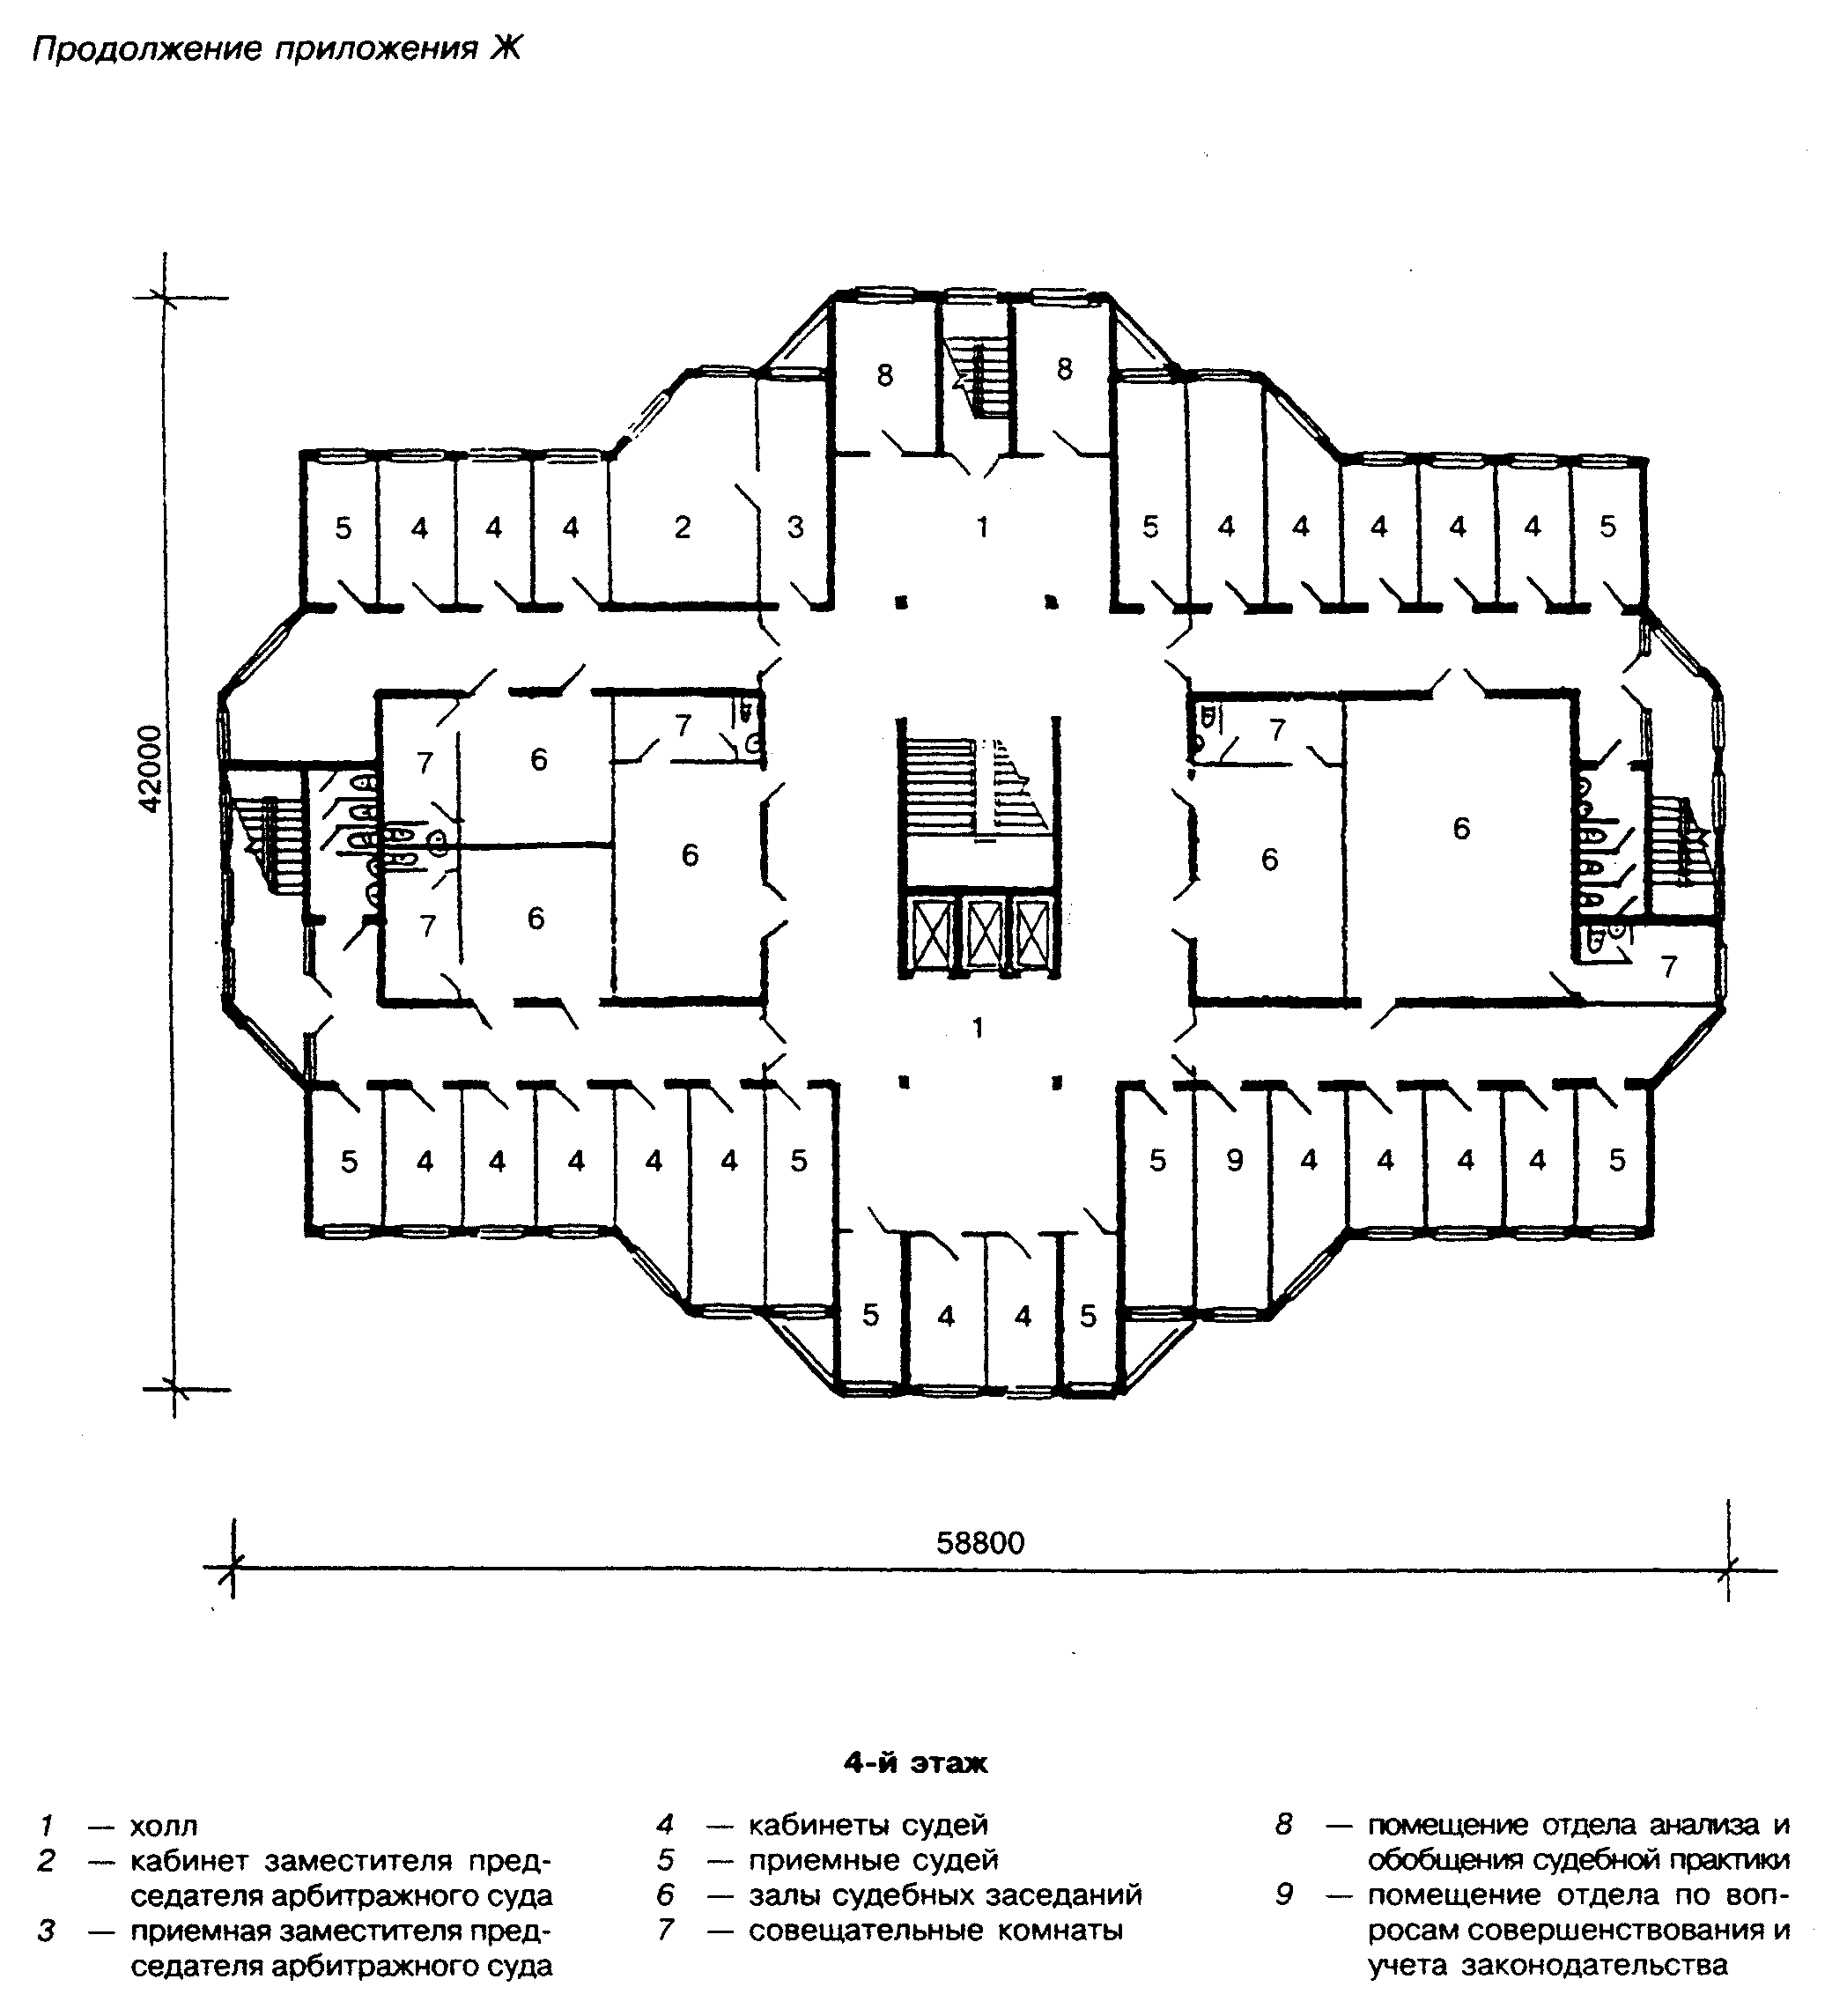 Продолжение приложения Ж
8 8
5 4 4 4 2 3 1 5 4 4 4 4 4 5
7 7
7 6
42000
6 6 6
7 6
7
1
5 4 4 4 4 4 5 5 9 4 4 4 4 5
5 4 4 5
58800
4-й этаж
1 — холл
2 — кабинет заместителя пред-
седателя арбитражного суда
3 — приемная заместителя пред-
седателя арбитражного суда
4 — кабинеты судей
5 — приемные судей
6 — залы судебных заседаний
7 — совещательные комнаты
8 — помещение отдела анализа и
обобщения судебной практики
9 — помещение отдела по воп-
росам совершенствования и
учета законодательства